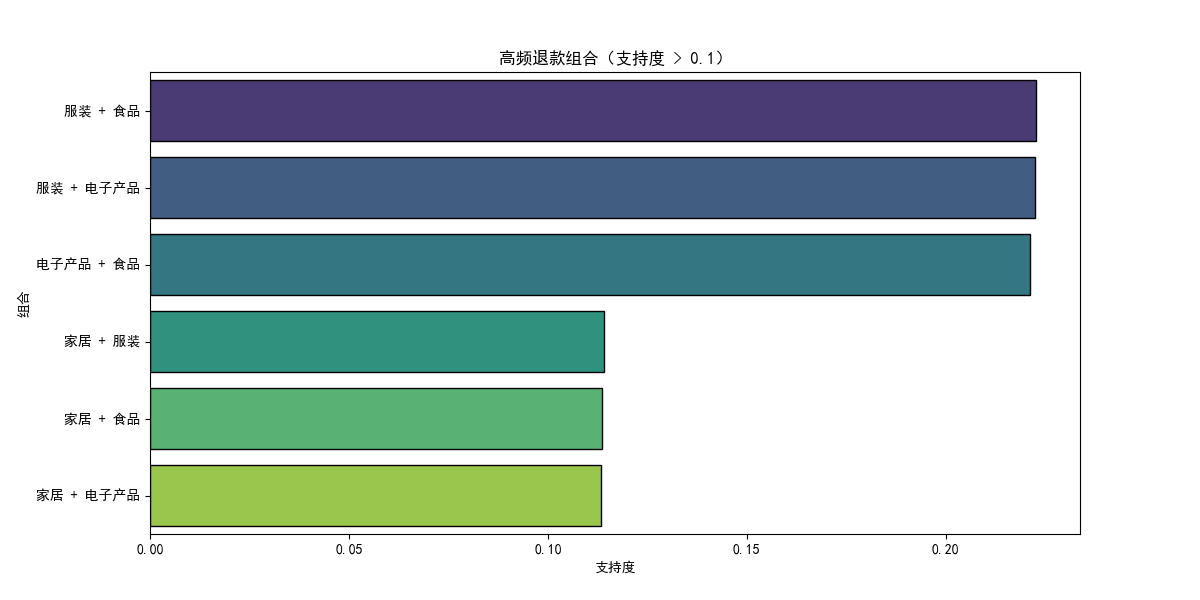 高频退款组合（支持度 > 0.1）
服装 + 食品
服装 + 电子产品
电子产品 + 食品
家居 + 服装
家居 + 食品
家居 + 电子产品
组合
0.00 0.05 0.10 0.15 0.20
支持度